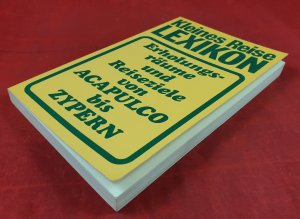 Kleines Reise
LEXIKON
Erholungs-
räume
und
Reiseziele
von
ACAPULCO
bis
ZYPERN